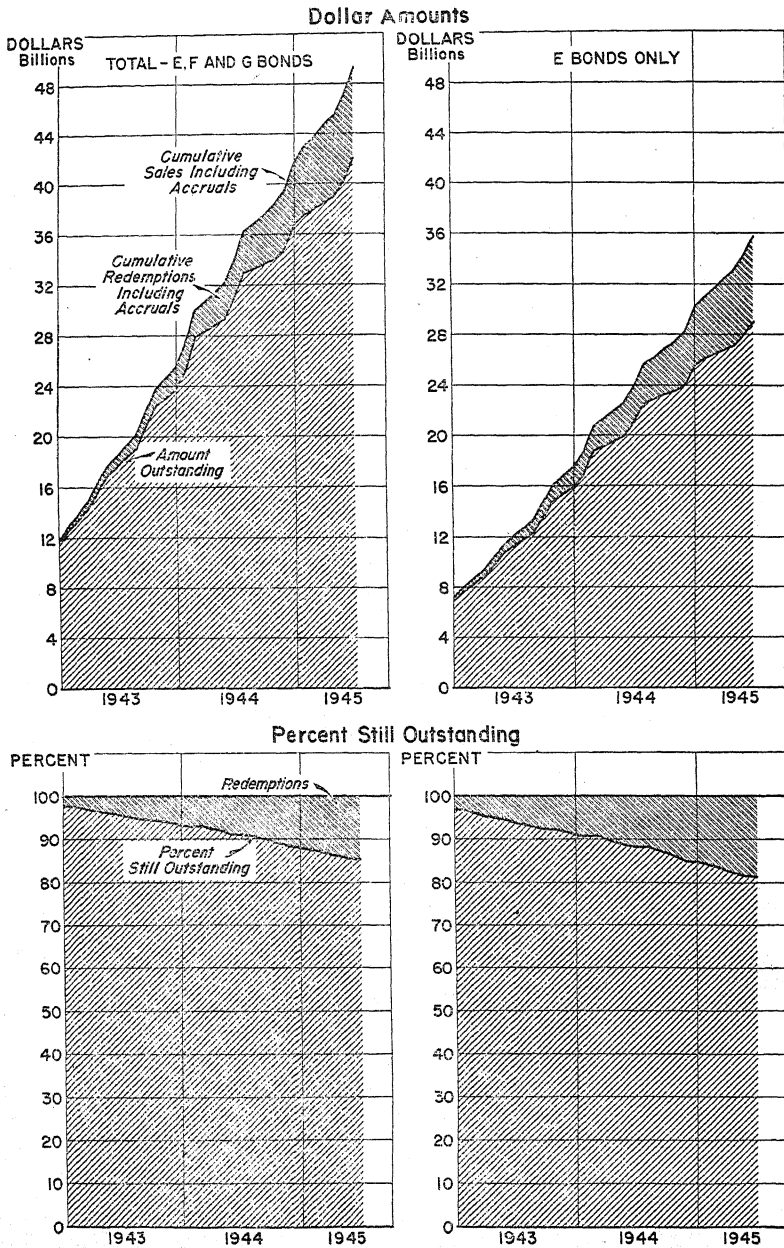 Dollar Amounts
DOLLARS
Billions
TOTAL - E, F AND G BONDS
48
44
40
36
32
28
24
20
16
12
8
4
0
Cumulative
Sales Including
Accruals
Cumulative
Redemptions
Including
Accruals
Amount
Outstanding
1943
1944
1945
DOLLARS
Billions
E BONDS ONLY
48
44
40
36
32
28
24
20
16
12
8
4
0
1943
1944
1945
Percent Still Outstanding
PERCENT
100
90
80
70
60
50
40
30
20
10
0
Redemptions
Percent
Still Outstanding
1943
1944
1945
PERCENT
100
90
80
70
60
50
40
30
20
10
0
1943
1944
1945